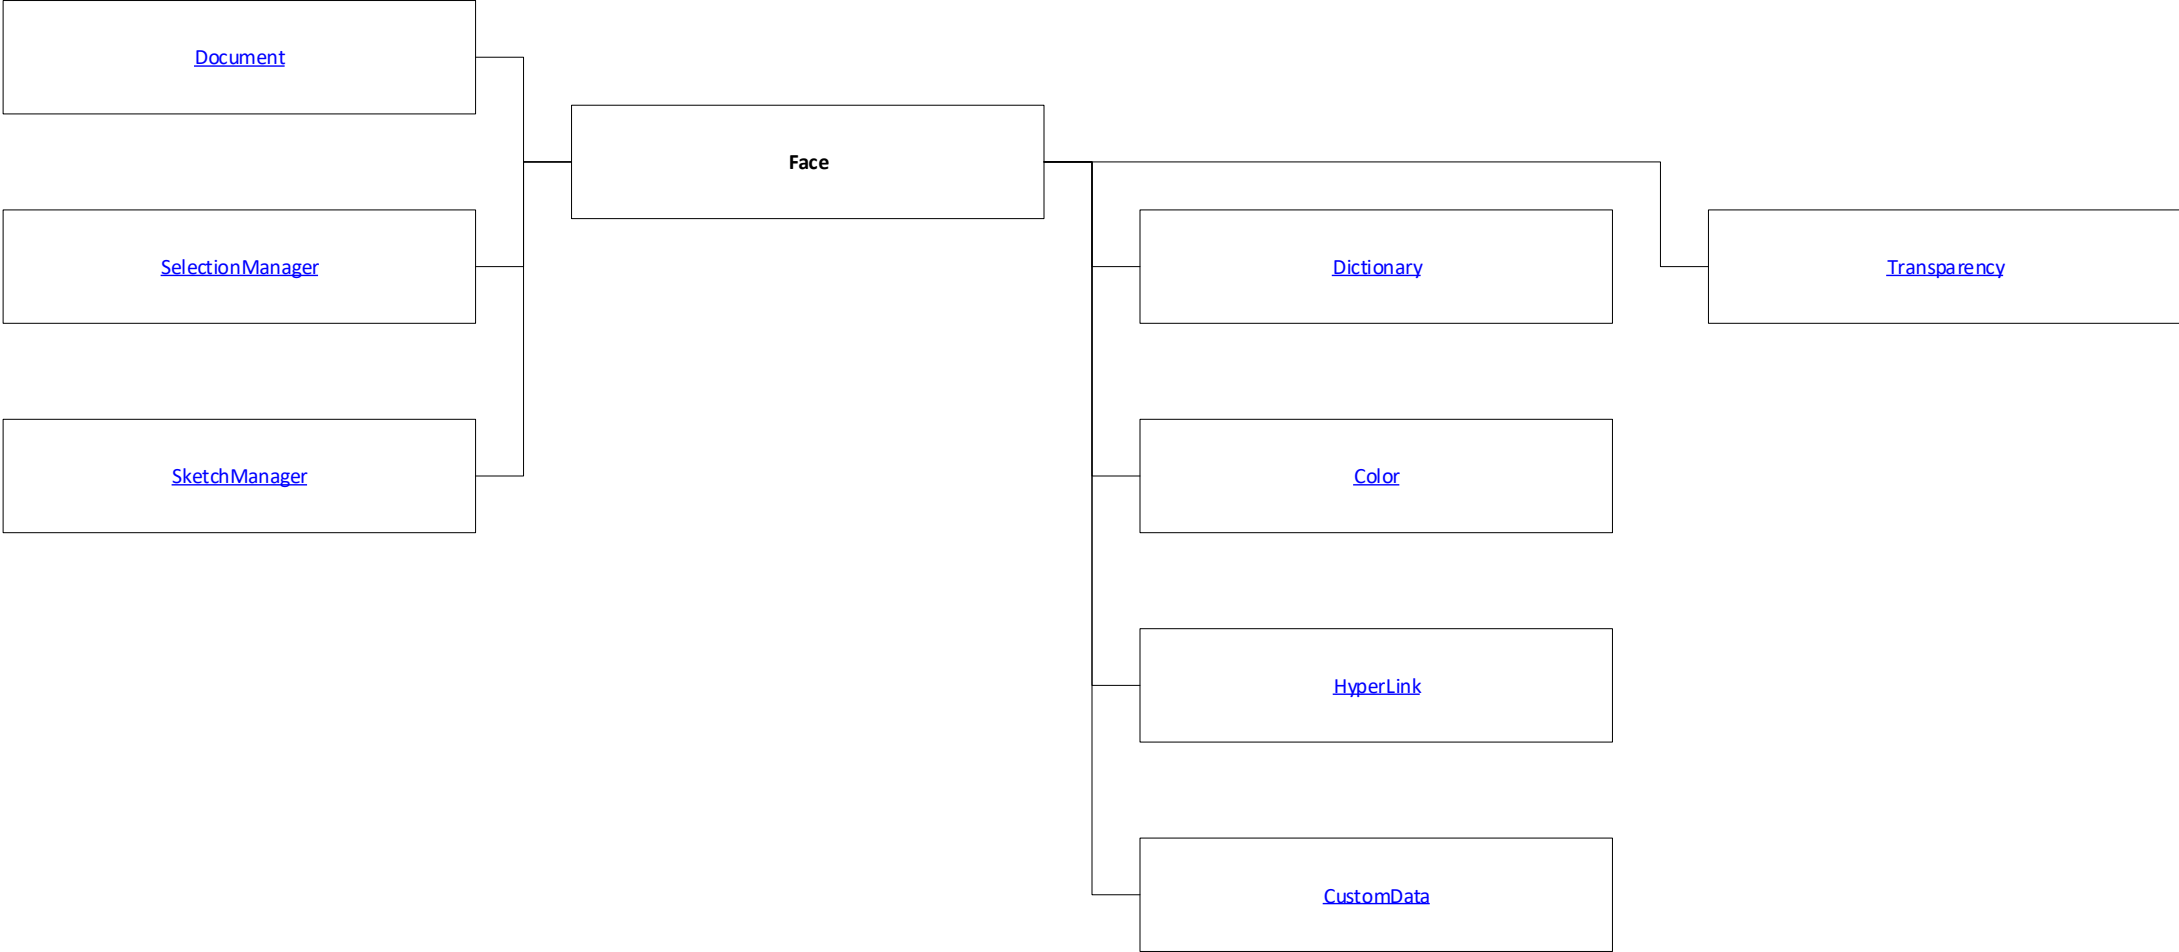 Document
Face
SelectionManager
Dictionary
Transparency
SketchManager
Color
HyperLink
CustomData